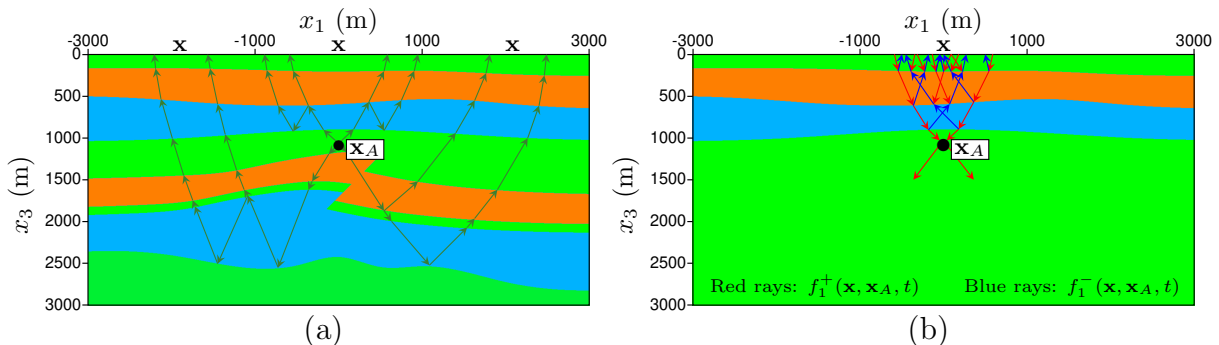 x₁ (m)
-3000 x -1000 x 1000 x 3000
0
500
1000
1500
2000
2500
3000
x₃ (m)
x_A
(a)
x₁ (m)
-3000 -1000 x 1000 3000
0
500
1000
1500
2000
2500
3000
x₃ (m)
x_A
Red rays: f₁⁺(x, x_A, t) Blue rays: f₁⁻(x, x_A, t)
(b)